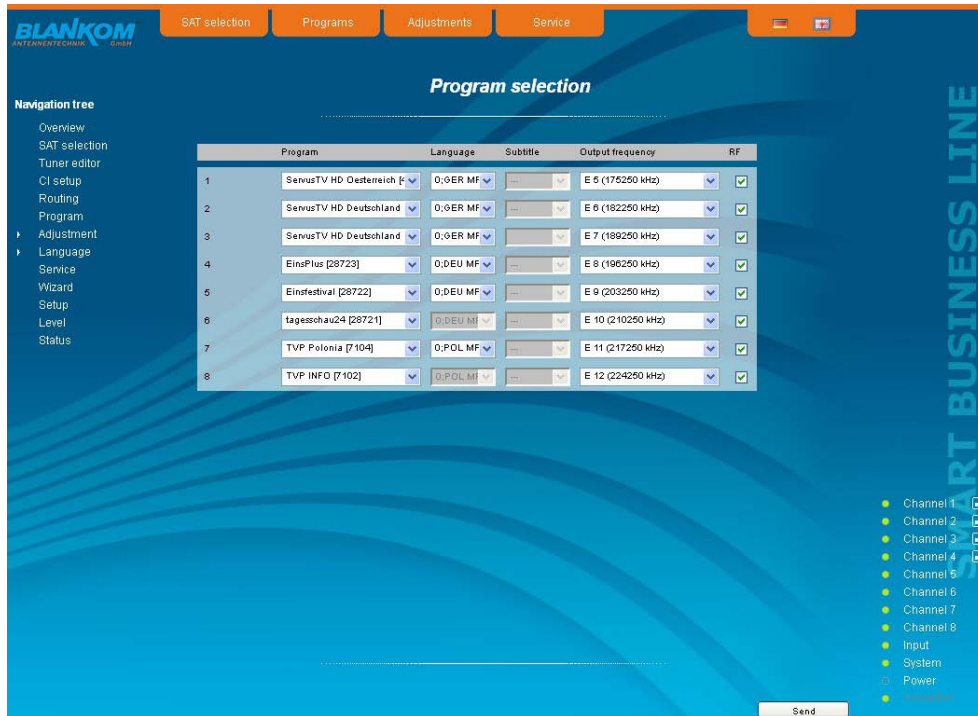 BLANKOM
ANTENNENTECHNIK GmbH
SAT selection Programs Adjustments Service
Program selection
Navigation tree
Overview
SAT selection
Tuner editor
CI setup
Routing
Program
Adjustment
Language
Service
Wizard
Setup
Level
Status
Program Language Subtitle Output frequency RF
1 ServusTV HD Oesterreich [4 0;GER MF --- E 5 (175250 kHz)
2 ServusTV HD Deutschland 0;GER MF --- E 6 (182250 kHz)
3 ServusTV HD Deutschland 0;GER MF --- E 7 (189250 kHz)
4 EinsPlus [28723] 0;DEU MF --- E 8 (196250 kHz)
5 Einsfestival [28722] 0;DEU MF --- E 9 (203250 kHz)
6 tagesschau24 [28721] 0;DEU MF --- E 10 (210250 kHz)
7 TVP Polonia [7104] 0;POL MF --- E 11 (217250 kHz)
8 TVP INFO [7102] 0;POL MF --- E 12 (224250 kHz)
SMART BUSINESS LINE
Channel 1
Channel 2
Channel 3
Channel 4
Channel 5
Channel 6
Channel 7
Channel 8
Input
System
Power
Send